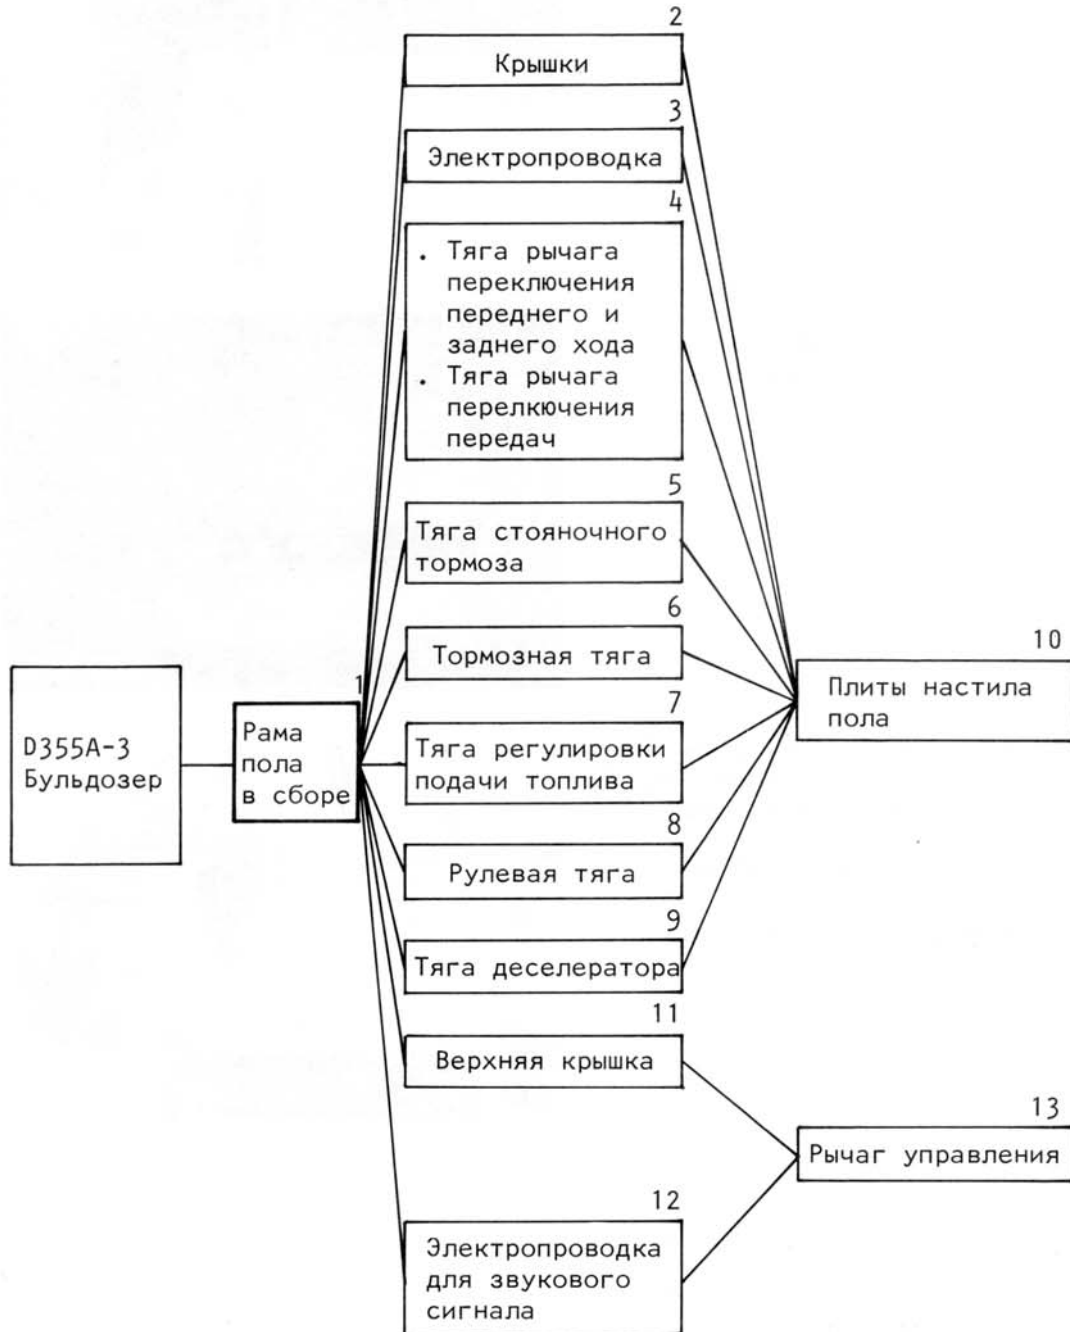 2
Крышки
3
Электропроводка
4
. Тяга рычага
переключения
переднего и
заднего хода
. Тяга рычага
перелкючения
передач
5
Тяга стояночного
тормоза
6
Тормозная тяга
7
Тяга регулировки
подачи топлива
8
Рулевая тяга
9
Тяга деселератора
11
Верхняя крышка
12
Электропроводка
для звукового
сигнала
D355A-3
Бульдозер
1
Рама
пола
в сборе
10
Плиты настила
пола
13
Рычаг управления